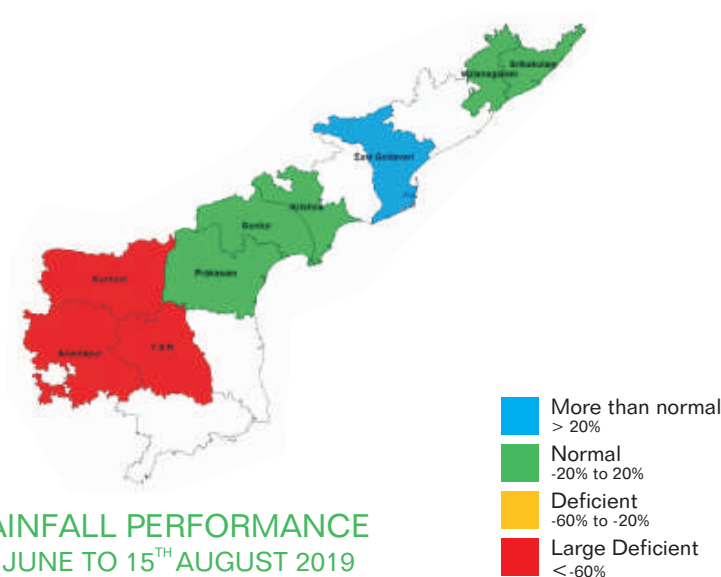 Srikakulam
Vizianagaram
East Godavari
Krishna
Guntur
Prakasam
Kurnool
Y.S.R.
Anantapur
More than normal
> 20%
Normal
-20% to 20%
Deficient
-60% to -20%
Large Deficient
<-60%
AINFALL PERFORMANCE
JUNE TO 15TH AUGUST 2019